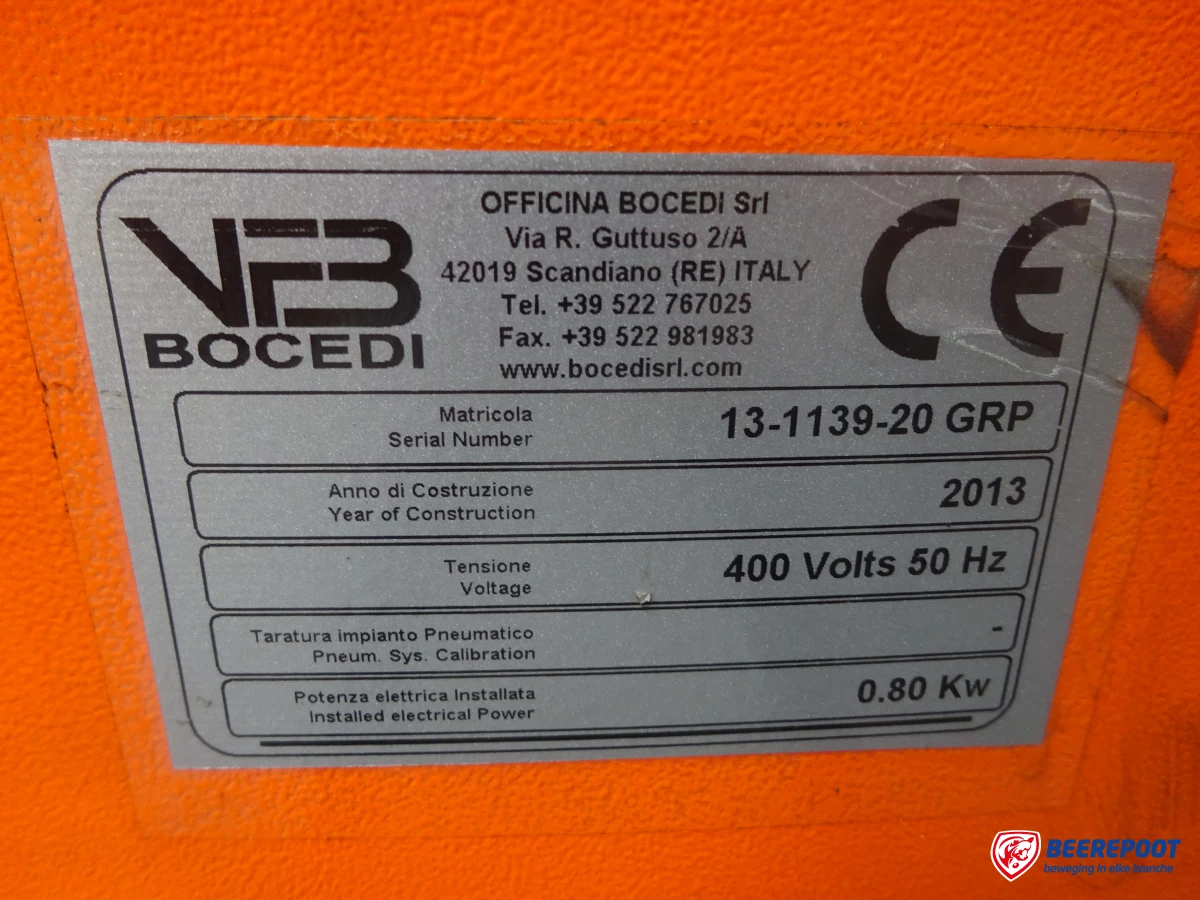 OFFICINA BOCEDI Srl
Via R. Guttuso 2/A
42019 Scandiano (RE) ITALY
Tel. +39 522 767025
Fax. +39 522 981983
www.bocedisrl.com
VFB
BOCEDI
CE
Matricola
Serial Number
13-1139-20 GRP
Anno di Costruzione
Year of Construction
2013
Tensione
Voltage
400 Volts 50 Hz
Taratura impianto Pneumatico
Pneum. Sys. Calibration
-
Potenza elettrica Installata
Installed electrical Power
0.80 Kw
BEEREPOOT
beweging in elke branche